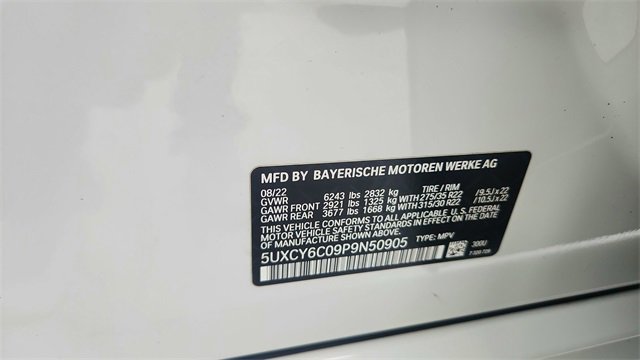 MFD BY BAYERISCHE MOTOREN WERKE AG
08/22 TIRE / RIM
GVWR 6243 lbs 2832 kg
GAWR FRONT 2921 lbs 1325 kg WITH 275/35 R22 /9.5J x 22
GAWR REAR 3677 lbs 1668 kg WITH 315/30 R22 /10.5J x 22
THIS VEHICLE CONFORMS TO ALL APPLICABLE U.S. FEDERAL
MOTOR VEHICLE SAFETY STANDARDS IN EFFECT ON THE
DATE OF MANUFACTURE SHOWN ABOVE.
5UXCY6C09P9N50905 TYPE: MPV
300U